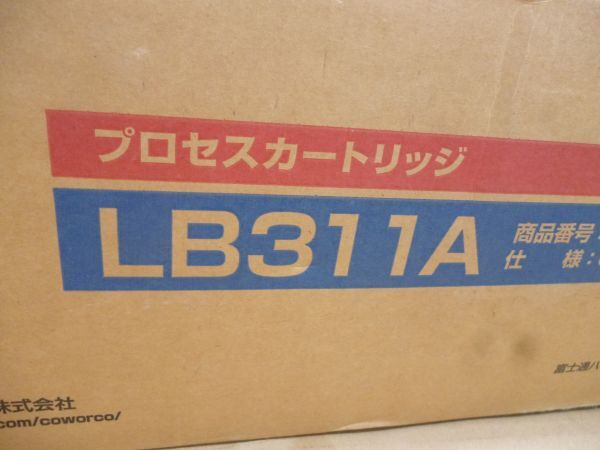 プロセスカートリッジ
LB311A
商品番号:
仕 様:
富士通
株式会社
com/coworco/